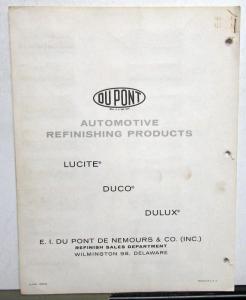 DU PONT
AUTOMOTIVE
REFINISHING PRODUCTS
LUCITE®
DUCO®
DULUX®
E. I. DU PONT DE NEMOURS & CO. (INC.)
REFINISH SALES DEPARTMENT
WILMINGTON 98, DELAWARE